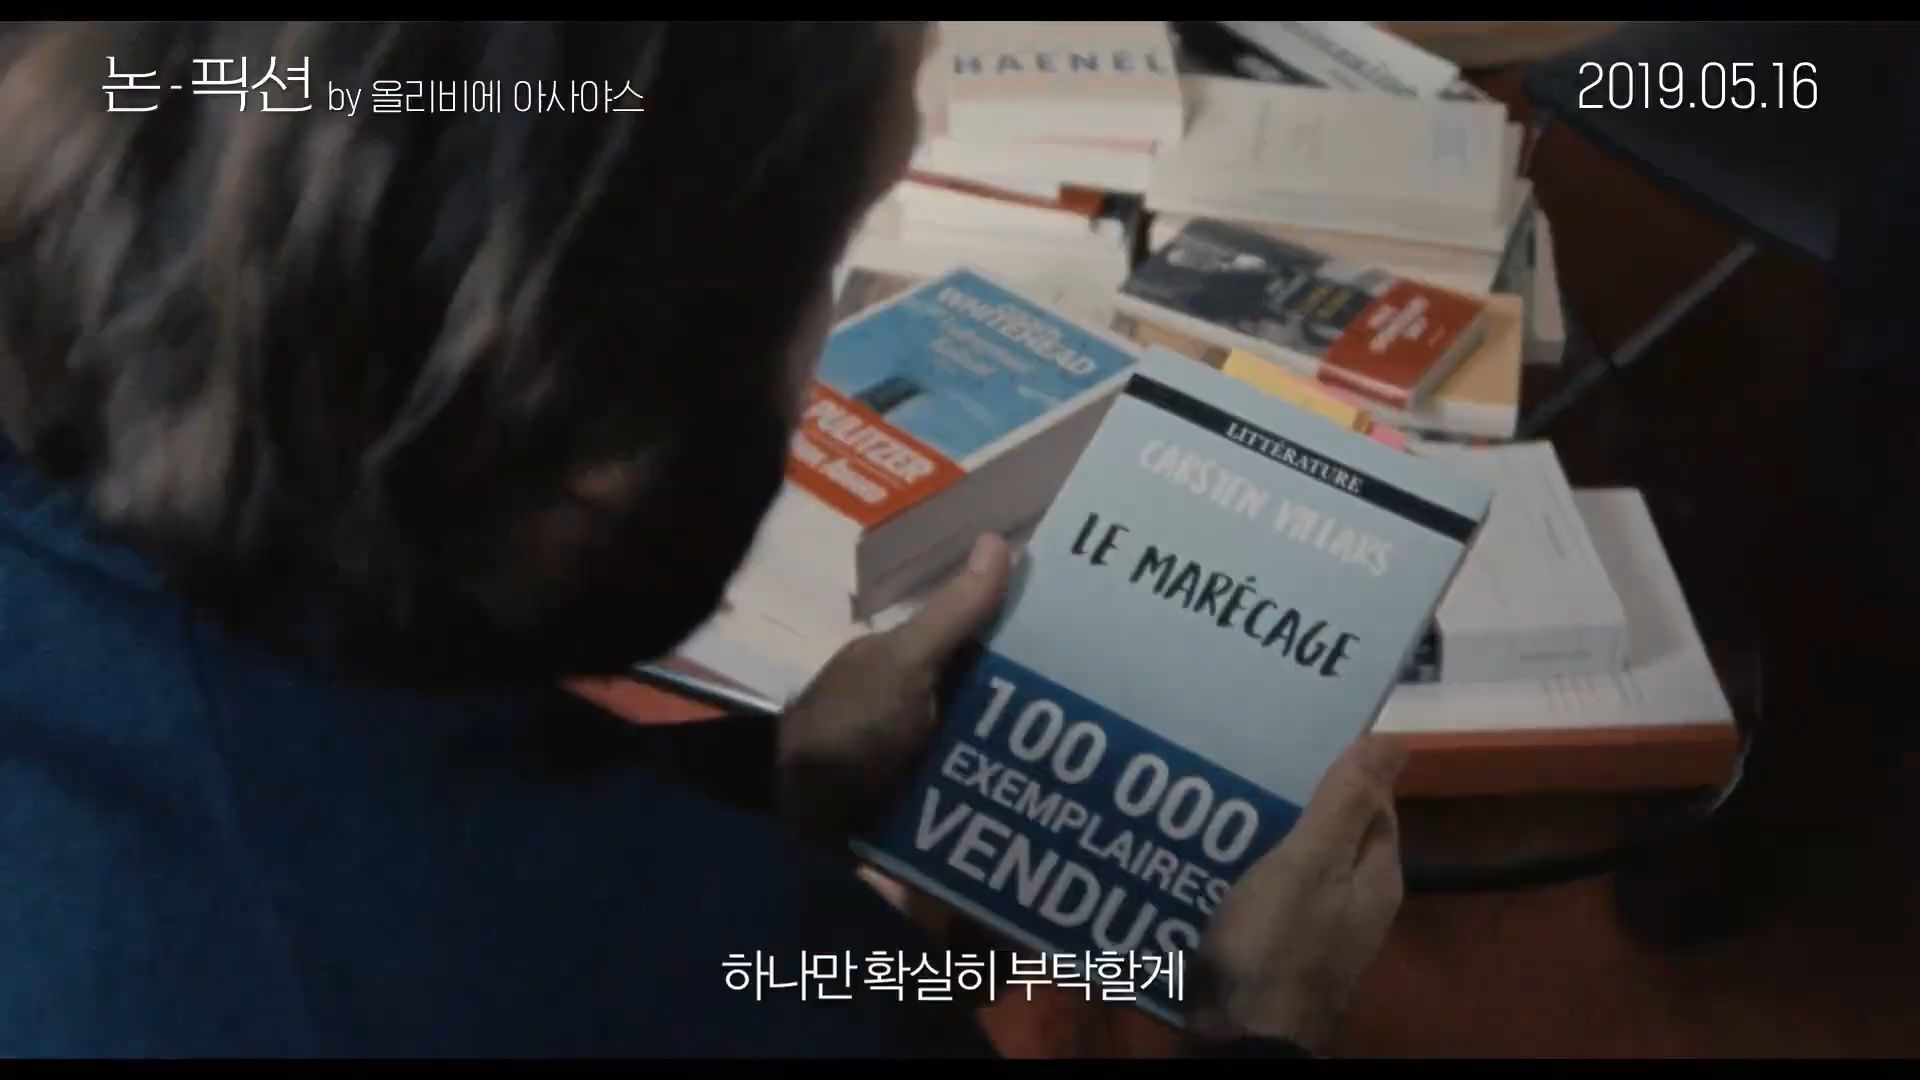 논-픽션 by 올리비에 아사야스
2019.05.16
HAENEL
WHITEHEAD
PULITZER
LITTÉRATURE
CARSTEN VILLARS
LE MARÉCAGE
100 000
EXEMPLAIRES
VENDUS
하나만 확실히 부탁할게